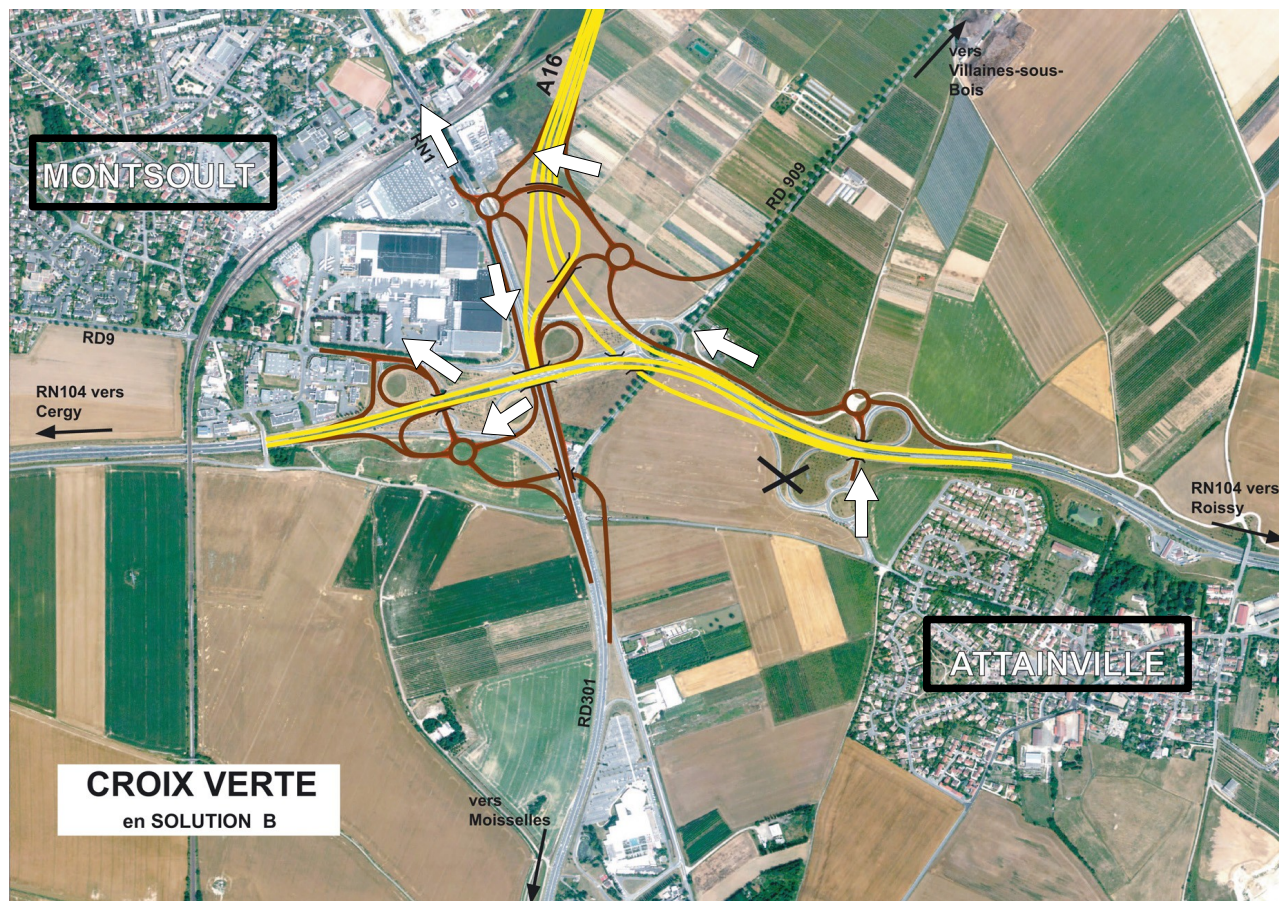 A16
vers
Villaines-sous-
Bois
RN1
MONTSOULT
RD 909
RD9
RN104 vers
Cergy
RN104 vers
Roissy
ATTAINVILLE
RD301
CROIX VERTE
en SOLUTION B
vers
Moisselles